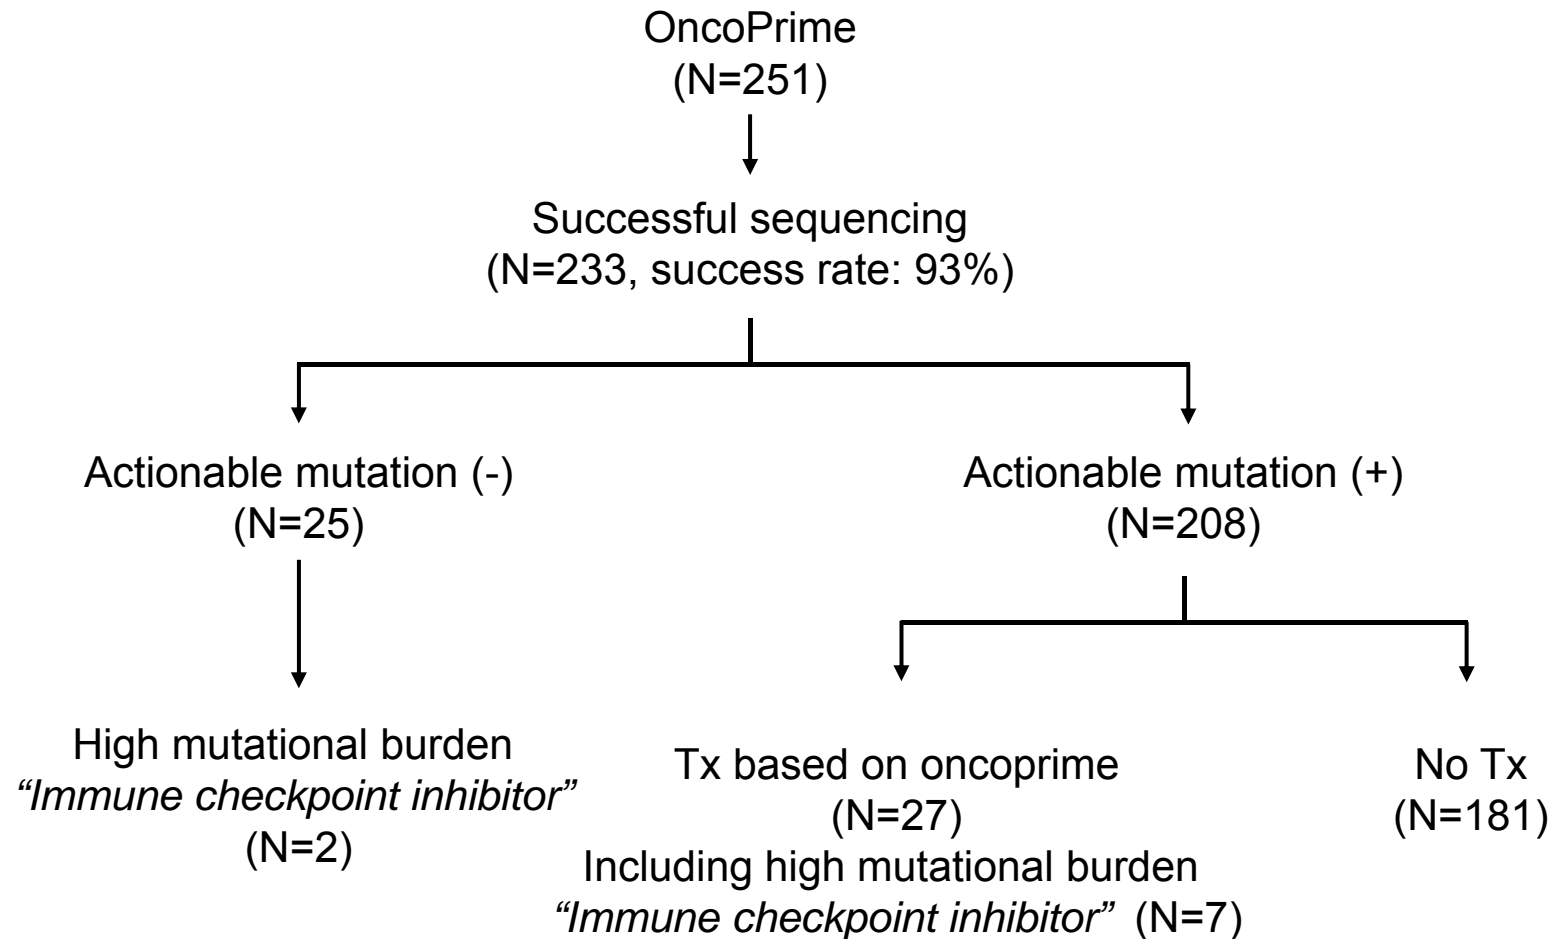 OncoPrime
(N=251)
Successful sequencing
(N=233, success rate: 93%)
Actionable mutation (-)
(N=25)
Actionable mutation (+)
(N=208)
High mutational burden
“Immune checkpoint inhibitor”
(N=2)
Tx based on oncoprime
(N=27)
Including high mutational burden
“Immune checkpoint inhibitor” (N=7)
No Tx
(N=181)